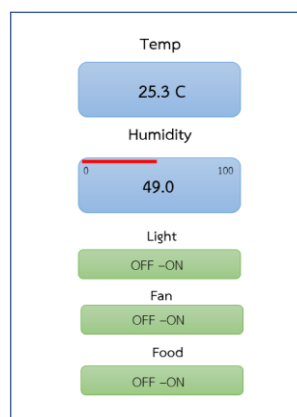 Temp
25.3 C
Humidity
0 100
49.0
Light
OFF –ON
Fan
OFF –ON
Food
OFF –ON